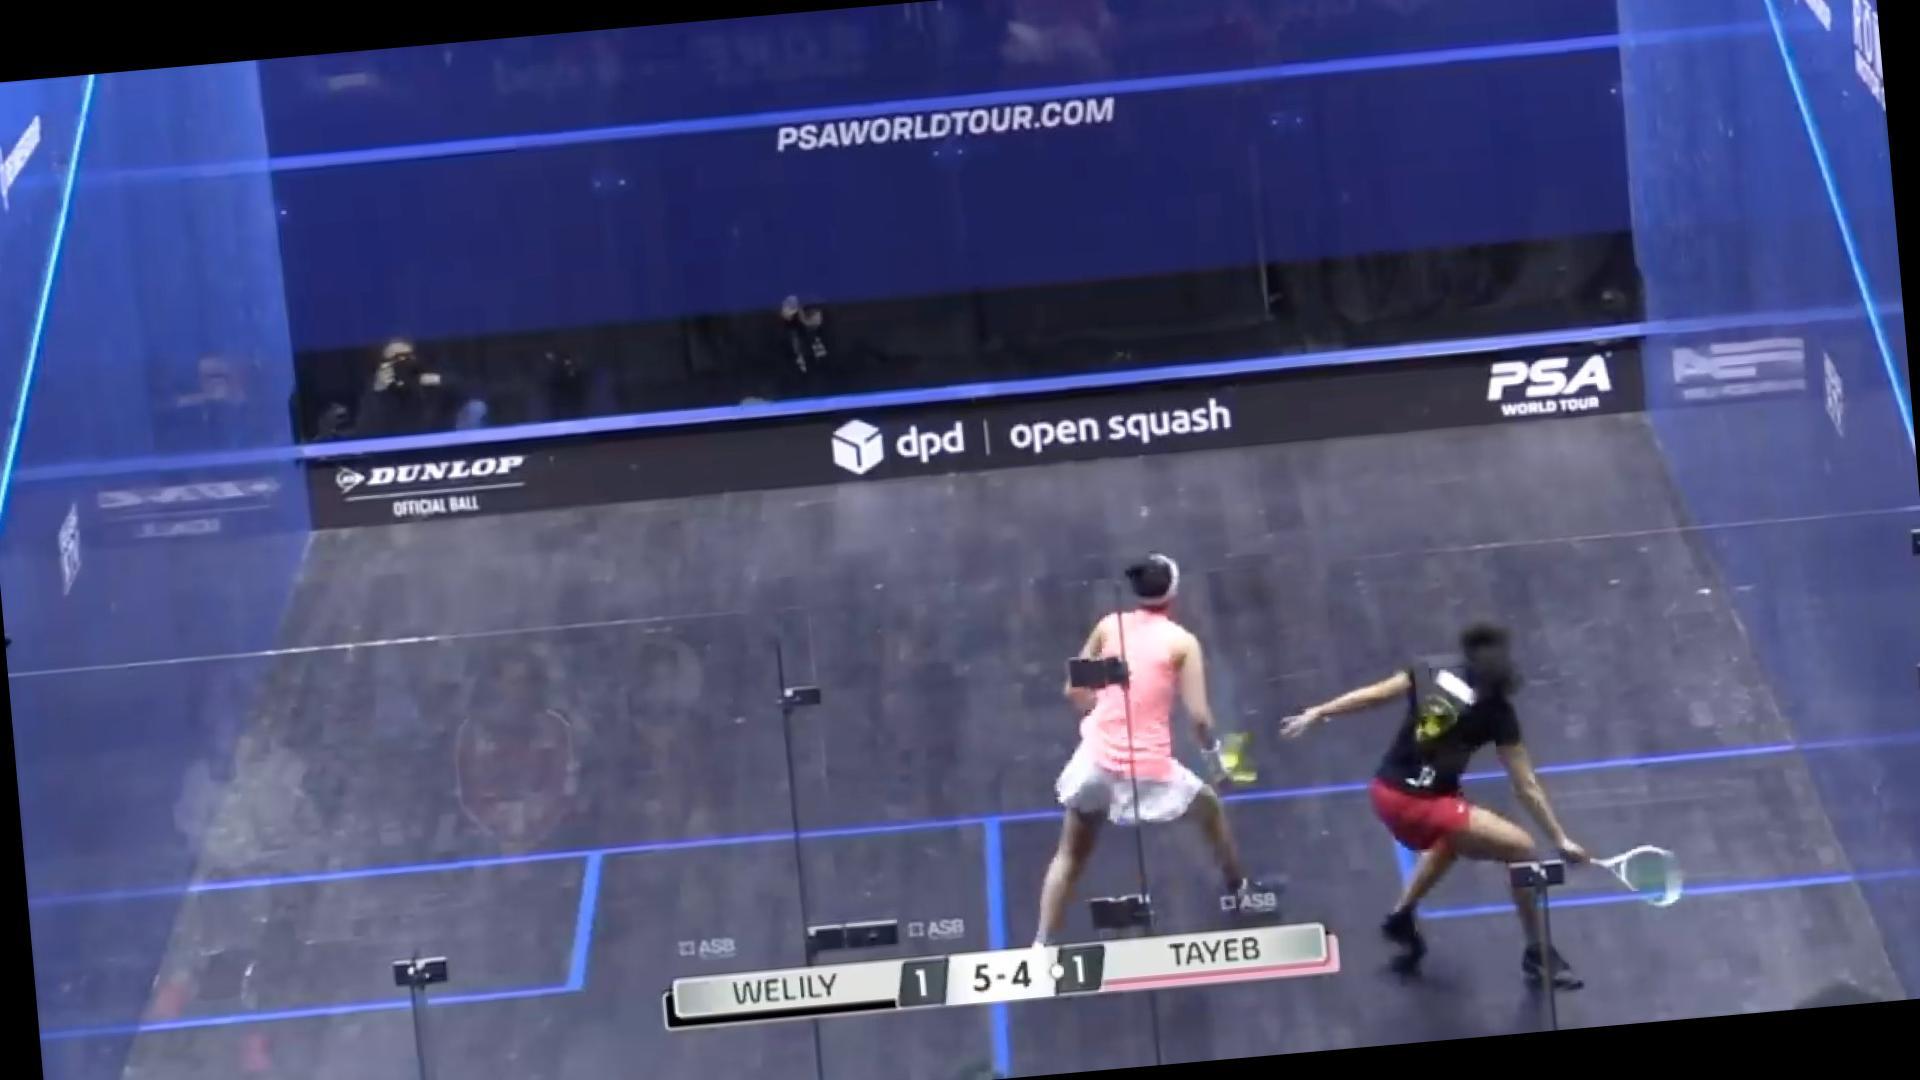 PSAWORLDTOUR.COM
PSA
WORLD TOUR
dpd | open squash
DUNLOP
OFFICIAL BALL
ASB
ASB
ASB
WELILY 1 5-4 1 TAYEB